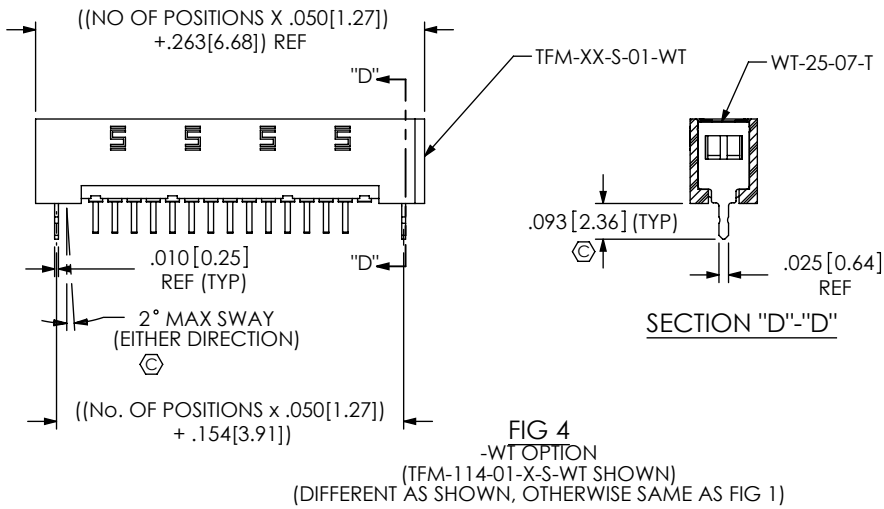 ((NO OF POSITIONS X .050[1.27])
+.263[6.68]) REF
"D"
TFM-XX-S-01-WT
WT-25-07-T
S S S S
.093[2.36] (TYP)
C
.010[0.25]
REF (TYP)
"D"
.025[0.64]
REF
2° MAX SWAY
(EITHER DIRECTION)
C
SECTION "D"-"D"
((No. OF POSITIONS x .050[1.27])
+ .154[3.91])
FIG 4
-WT OPTION
(TFM-114-01-X-S-WT SHOWN)
(DIFFERENT AS SHOWN, OTHERWISE SAME AS FIG 1)